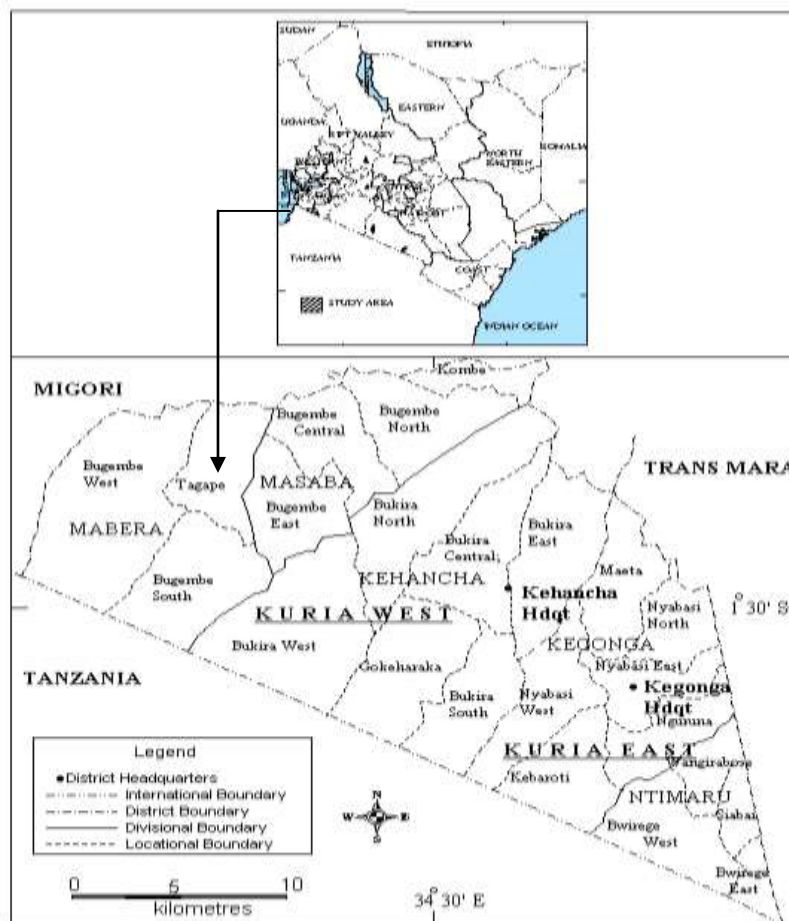 SUDAN
ETHIOPIA
EASTERN
UGANDA
RIFT VALLEY
NORTH
EASTERN
SOMALIA
TANZANIA
COAST
STUDY AREA
INDIAN OCEAN
MIGORI
Kombe
Bugembe
Central
Bugembe
North
TRANS MARA
Bugembe
West
Tagape
MASABA
MABERA
Bugembe
East
Bukira
North
Bukira
East
Bukira
Central
Bugembe
South
KEHANCHA
Maeta
Kehancha
Hdqt
Nyabasi
North
1° 30' S
KURIA WEST
KEGONGA
Bukira West
Gokeharaka
Nyabasi East
TANZANIA
Bukira
South
Nyabasi
West
Kegonga
Hdqt
KURIA EAST
Kebaroti
NTIMARU
Bwirege
West
Bwirege
East
Legend
District Headquarters
International Boundary
District Boundary
Divisional Boundary
Locational Boundary
N
W E
S
0 5 10
kilometres
34° 30' E